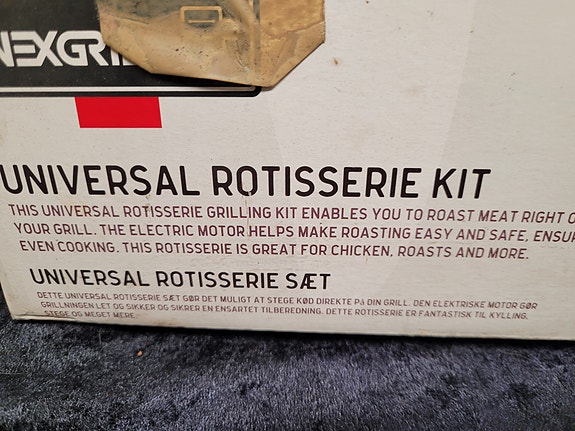 NEXGRI
UNIVERSAL ROTISSERIE KIT
THIS UNIVERSAL ROTISSERIE GRILLING KIT ENABLES YOU TO ROAST MEAT RIGHT O
YOUR GRILL. THE ELECTRIC MOTOR HELPS MAKE ROASTING EASY AND SAFE, ENSU
EVEN COOKING. THIS ROTISSERIE IS GREAT FOR CHICKEN, ROASTS AND MORE.
UNIVERSAL ROTISSERIE SÆT
DETTE UNIVERSAL ROTISSERIE SÆT GØR DET MULIGT AT STEGE KØD DIREKTE PÅ DIN GRILL. DEN ELEKTRISKE MOTOR GØR
GRILLNINGEN LET OG SIKKER OG SIKRER EN ENSARTET TILBEREDNING. DETTE ROTISSERIE ER FANTASTISK TIL KYLLING,
STEGE OG MEGET MERE.